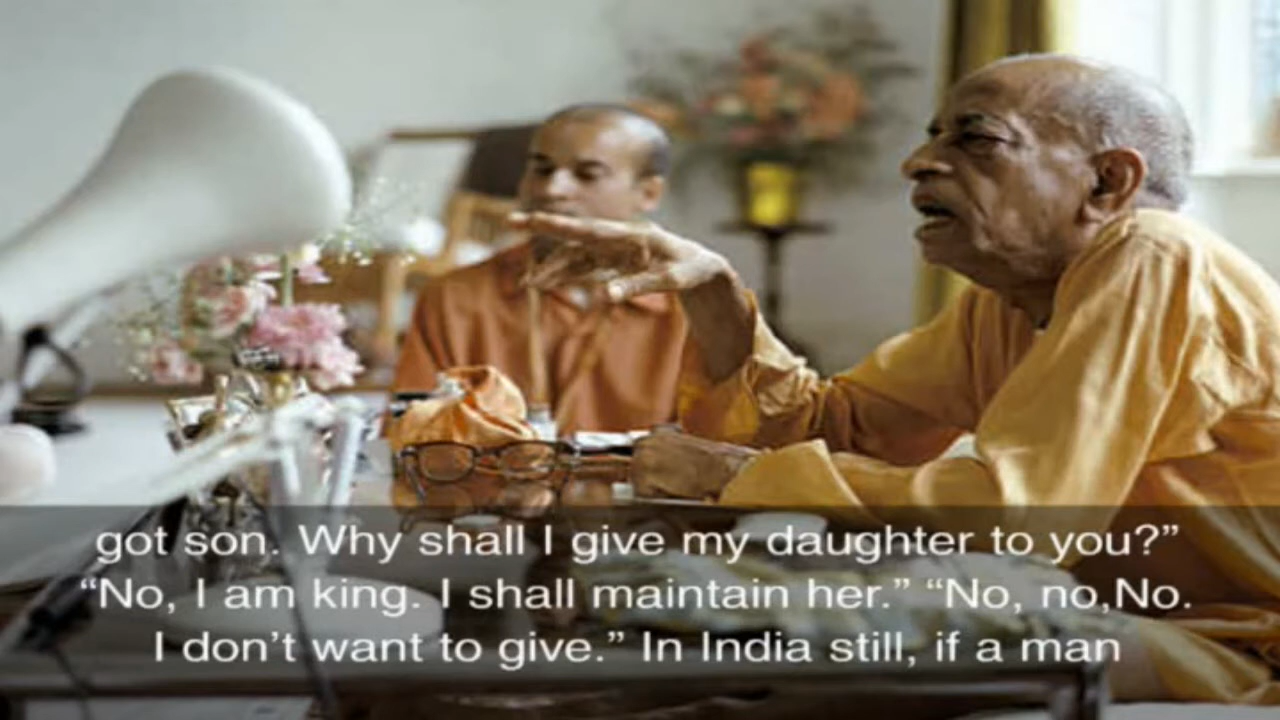 got son. Why shall I give my daughter to you?”
“No, I am king. I shall maintain her.” “No, no,No.
I don’t want to give.” In India still, if a man